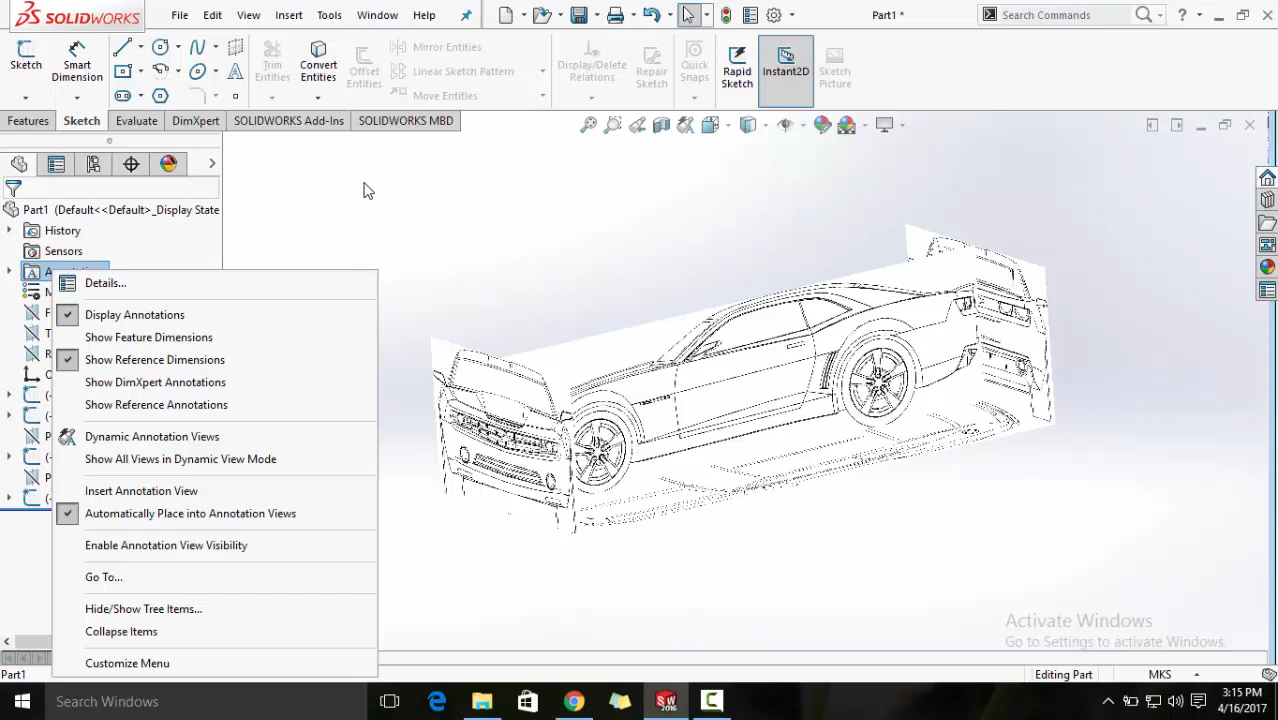 SOLIDWORKS
File Edit View Insert Tools Window Help
Part1 *
Search Commands
Sketch
Smart Dimension
Trim Entities
Convert Entities
Offset Entities
Mirror Entities
Linear Sketch Pattern
Move Entities
Display/Delete Relations
Repair Sketch
Quick Snaps
Rapid Sketch
Instant2D
Sketch Picture
Features Sketch Evaluate DimXpert SOLIDWORKS Add-Ins SOLIDWORKS MBD
Part1 (Default<<Default>_Display State
History
Sensors
Details...
Display Annotations
Show Feature Dimensions
Show Reference Dimensions
Show DimXpert Annotations
Show Reference Annotations
Dynamic Annotation Views
Show All Views in Dynamic View Mode
Insert Annotation View
Automatically Place into Annotation Views
Enable Annotation View Visibility
Go To...
Hide/Show Tree Items...
Collapse Items
Customize Menu
Activate Windows
Go to Settings to activate Windows.
Part1
Editing Part
MKS
Search Windows
SW
2016
3:15 PM
4/16/2017